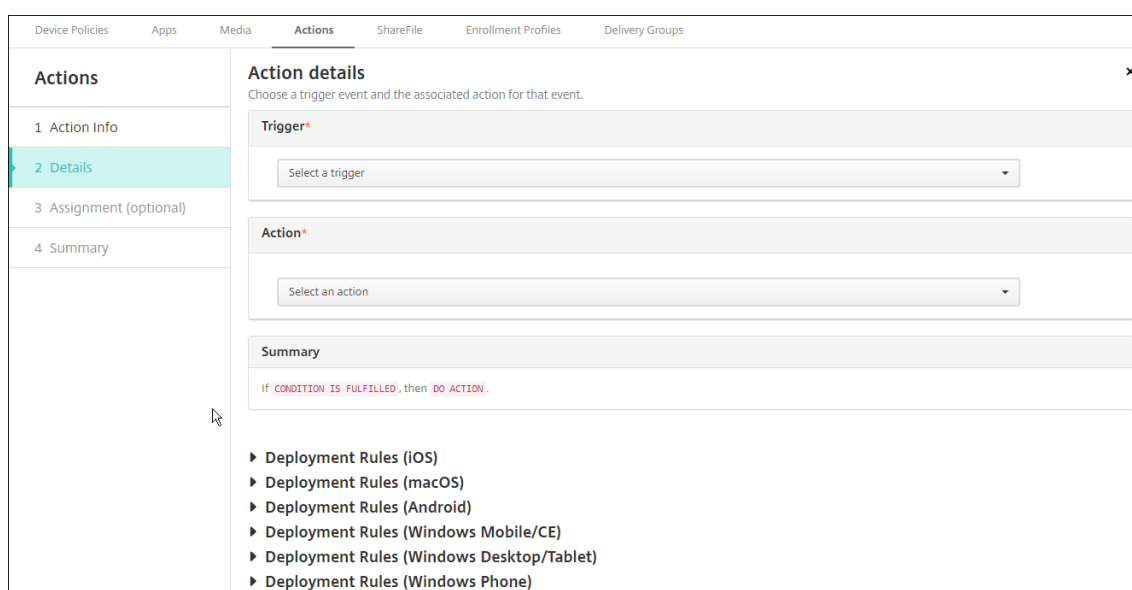 Device Policies Apps Media Actions ShareFile Enrollment Profiles Delivery Groups
Actions
1 Action Info
2 Details
3 Assignment (optional)
4 Summary
Action details
Choose a trigger event and the associated action for that event.
Trigger*
Select a trigger
Action*
Select an action
Summary
If CONDITION IS FULFILLED, then DO ACTION.
Deployment Rules (iOS)
Deployment Rules (macOS)
Deployment Rules (Android)
Deployment Rules (Windows Mobile/CE)
Deployment Rules (Windows Desktop/Tablet)
Deployment Rules (Windows Phone)